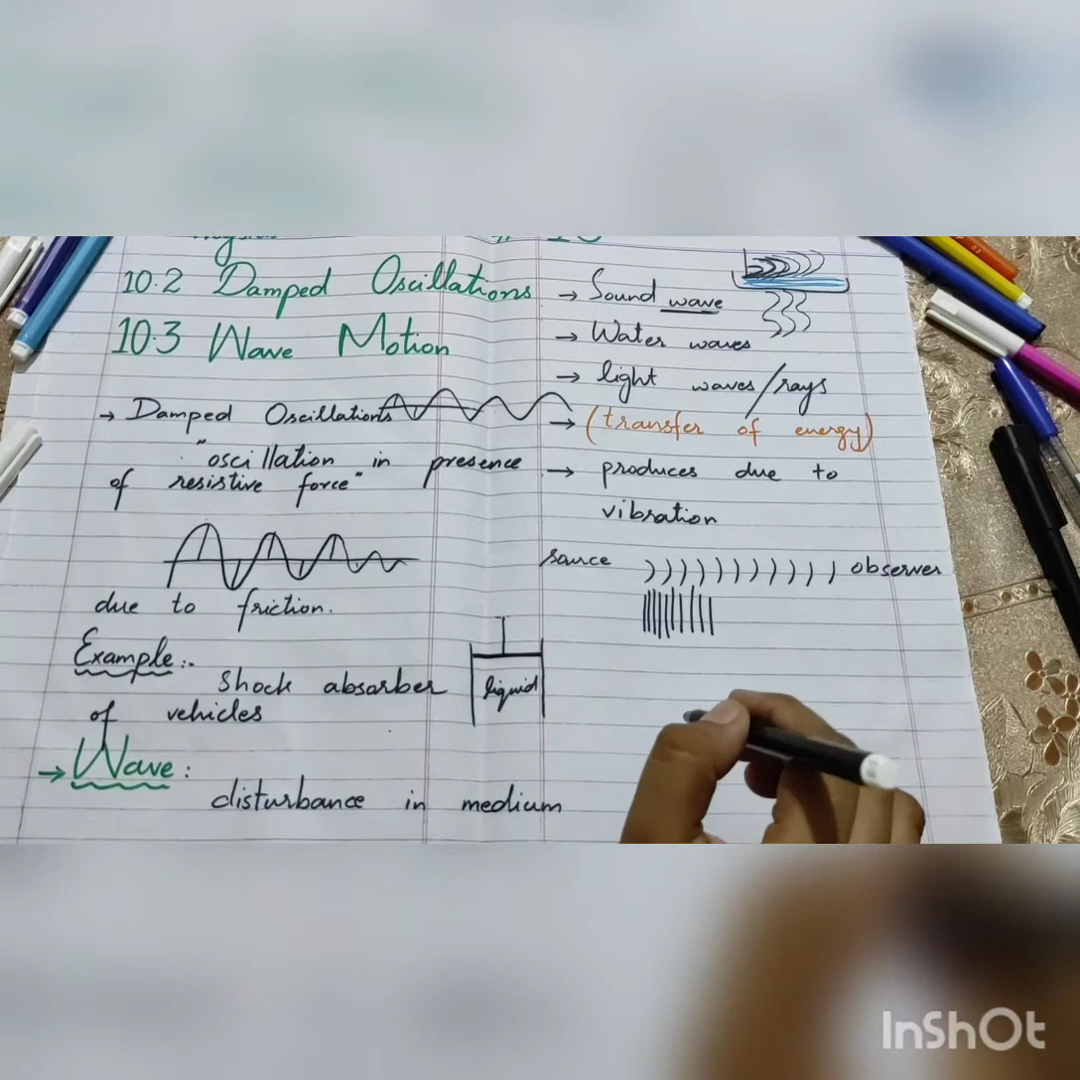 10.2 Damped Oscillations
10.3 Wave Motion
→ Damped Oscillations
"oscillation in presence
of resistive force"
due to friction.
Example:-
Shock absorber
of vehicles
liquid
→ Wave:
disturbance in medium
→ Sound wave
→ Water waves
→ light waves/rays
→ (transfer of energy)
→ produces due to
vibration
source
observer
InShOt